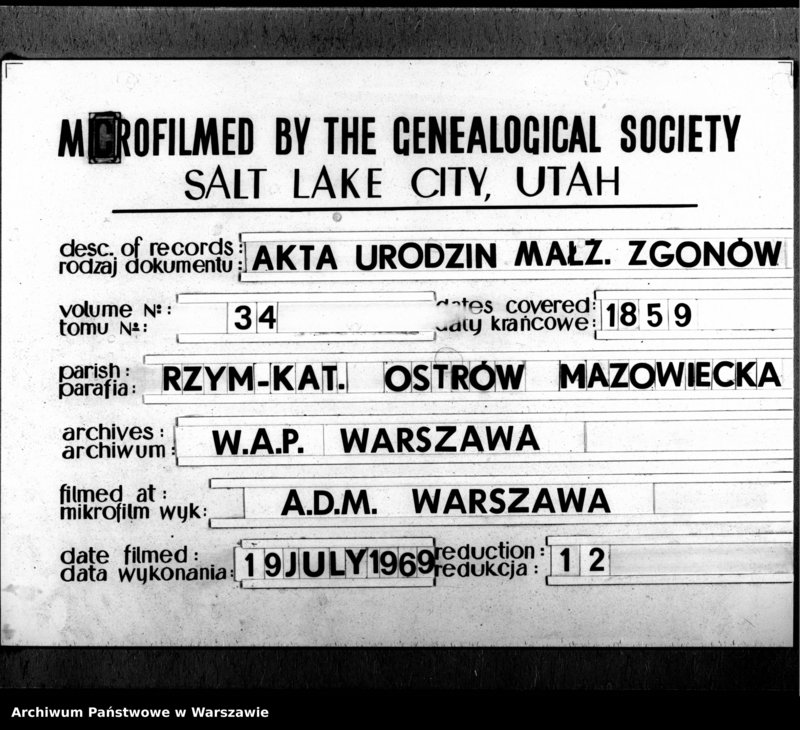 MICROFILMED BY THE GENEALOGICAL SOCIETY
SALT LAKE CITY, UTAH
desc. of records : AKTA URODZIN MAŁŻ. ZGONÓW
rodzaj dokumentu :
volume No: 34
tomu No:
dates covered: 1859
daty krańcowe:
parish: RZYM-KAT. OSTRÓW MAZOWIECKA
parafia:
archives: W.A.P. WARSZAWA
archiwum:
filmed at: A.D.M. WARSZAWA
mikrofilm wyk:
date filmed: 19 JULY 1969
data wykonania:
reduction: 12
redukcja:
Archiwum Państwowe w Warszawie